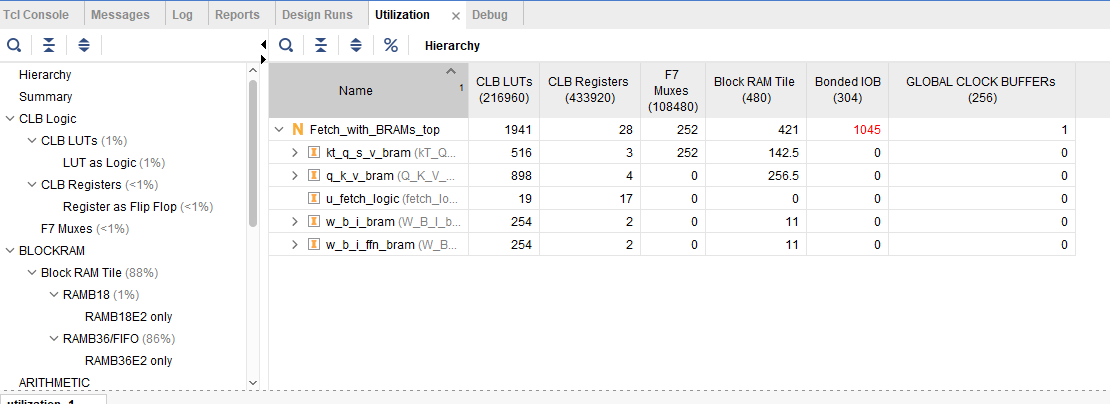 Tcl Console Messages Log Reports Design Runs Utilization × Debug
Hierarchy
Hierarchy
Summary
CLB Logic
CLB LUTs (1%)
LUT as Logic (1%)
CLB Registers (<1%)
Register as Flip Flop (<1%)
F7 Muxes (<1%)
BLOCKRAM
Block RAM Tile (88%)
RAMB18 (1%)
RAMB18E2 only
RAMB36/FIFO (86%)
RAMB36E2 only
ARITHMETIC
Name 1 CLB LUTs (216960) CLB Registers (433920) F7 Muxes (108480) Block RAM Tile (480) Bonded IOB (304) GLOBAL CLOCK BUFFERs (256)
N Fetch_with_BRAMs_top 1941 28 252 421 1045 1
I kt_q_s_v_bram (kT_Q... 516 3 252 142.5 0 0
I q_k_v_bram (Q_K_V_... 898 4 0 256.5 0 0
I u_fetch_logic (fetch_lo... 19 17 0 0 0 0
I w_b_i_bram (W_B_I_b... 254 2 0 11 0 0
I w_b_i_ffn_bram (W_B... 254 2 0 11 0 0
utilization_1